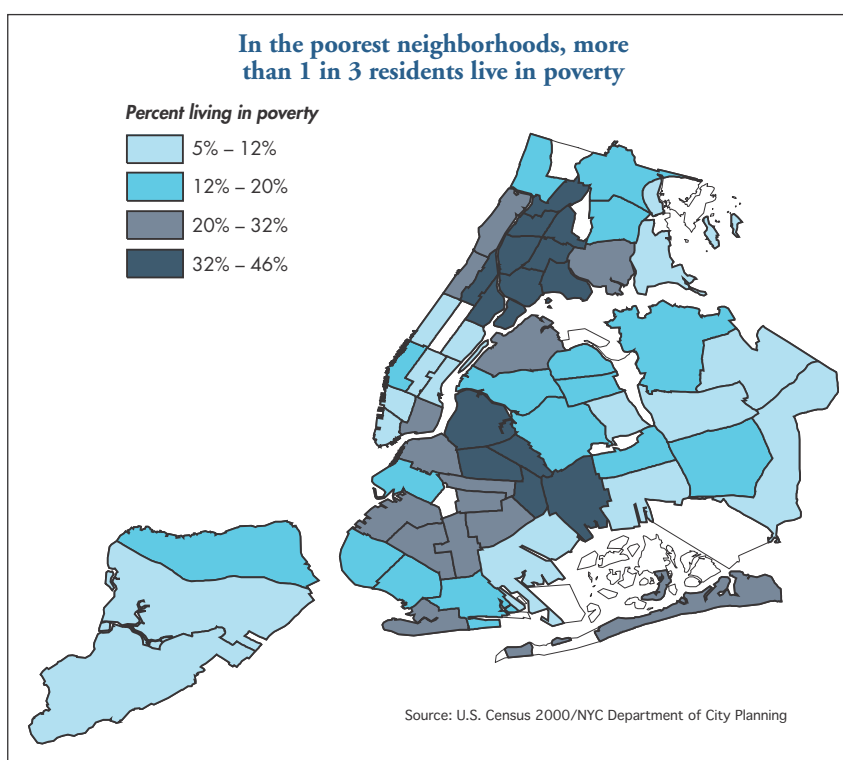 In the poorest neighborhoods, more
than 1 in 3 residents live in poverty
Percent living in poverty
5% – 12%
12% – 20%
20% – 32%
32% – 46%
Source: U.S. Census 2000/NYC Department of City Planning